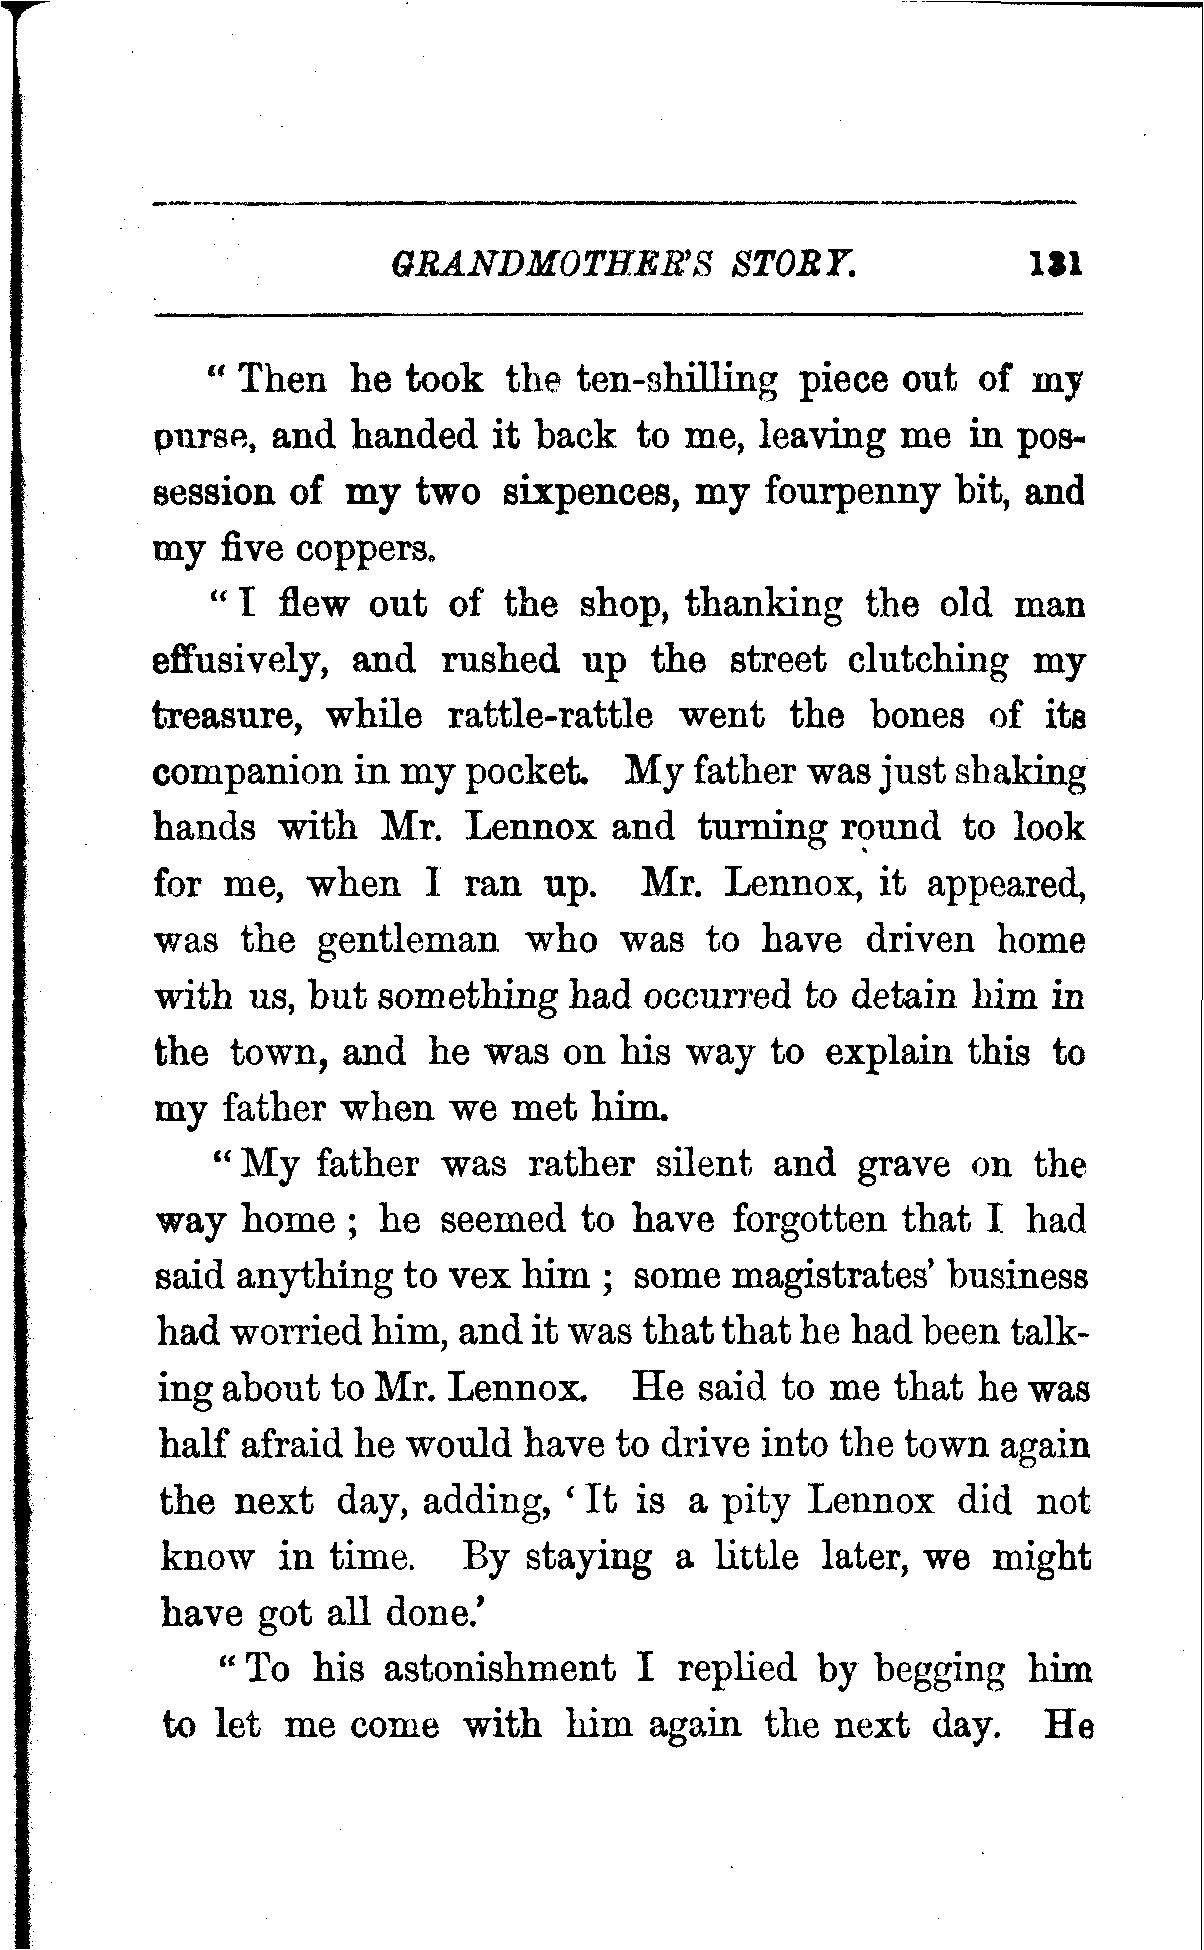 GRANDMOTHER'S STORY. 131
“ Then he took the ten-shilling piece out of my
purse, and handed it back to me, leaving me in pos-
session of my two sixpences, my fourpenny bit, and
my five coppers.
“ I flew out of the shop, thanking the old man
effusively, and rushed up the street clutching my
treasure, while rattle-rattle went the bones of its
companion in my pocket. My father was just shaking
hands with Mr. Lennox and turning round to look
for me, when I ran up. Mr. Lennox, it appeared,
was the gentleman who was to have driven home
with us, but something had occurred to detain him in
the town, and he was on his way to explain this to
my father when we met him.
“ My father was rather silent and grave on the
way home ; he seemed to have forgotten that I had
said anything to vex him ; some magistrates’ business
had worried him, and it was that that he had been talk-
ing about to Mr. Lennox. He said to me that he was
half afraid he would have to drive into the town again
the next day, adding, ‘ It is a pity Lennox did not
know in time. By staying a little later, we might
have got all done.’
“ To his astonishment I replied by begging him
to let me come with him again the next day. He